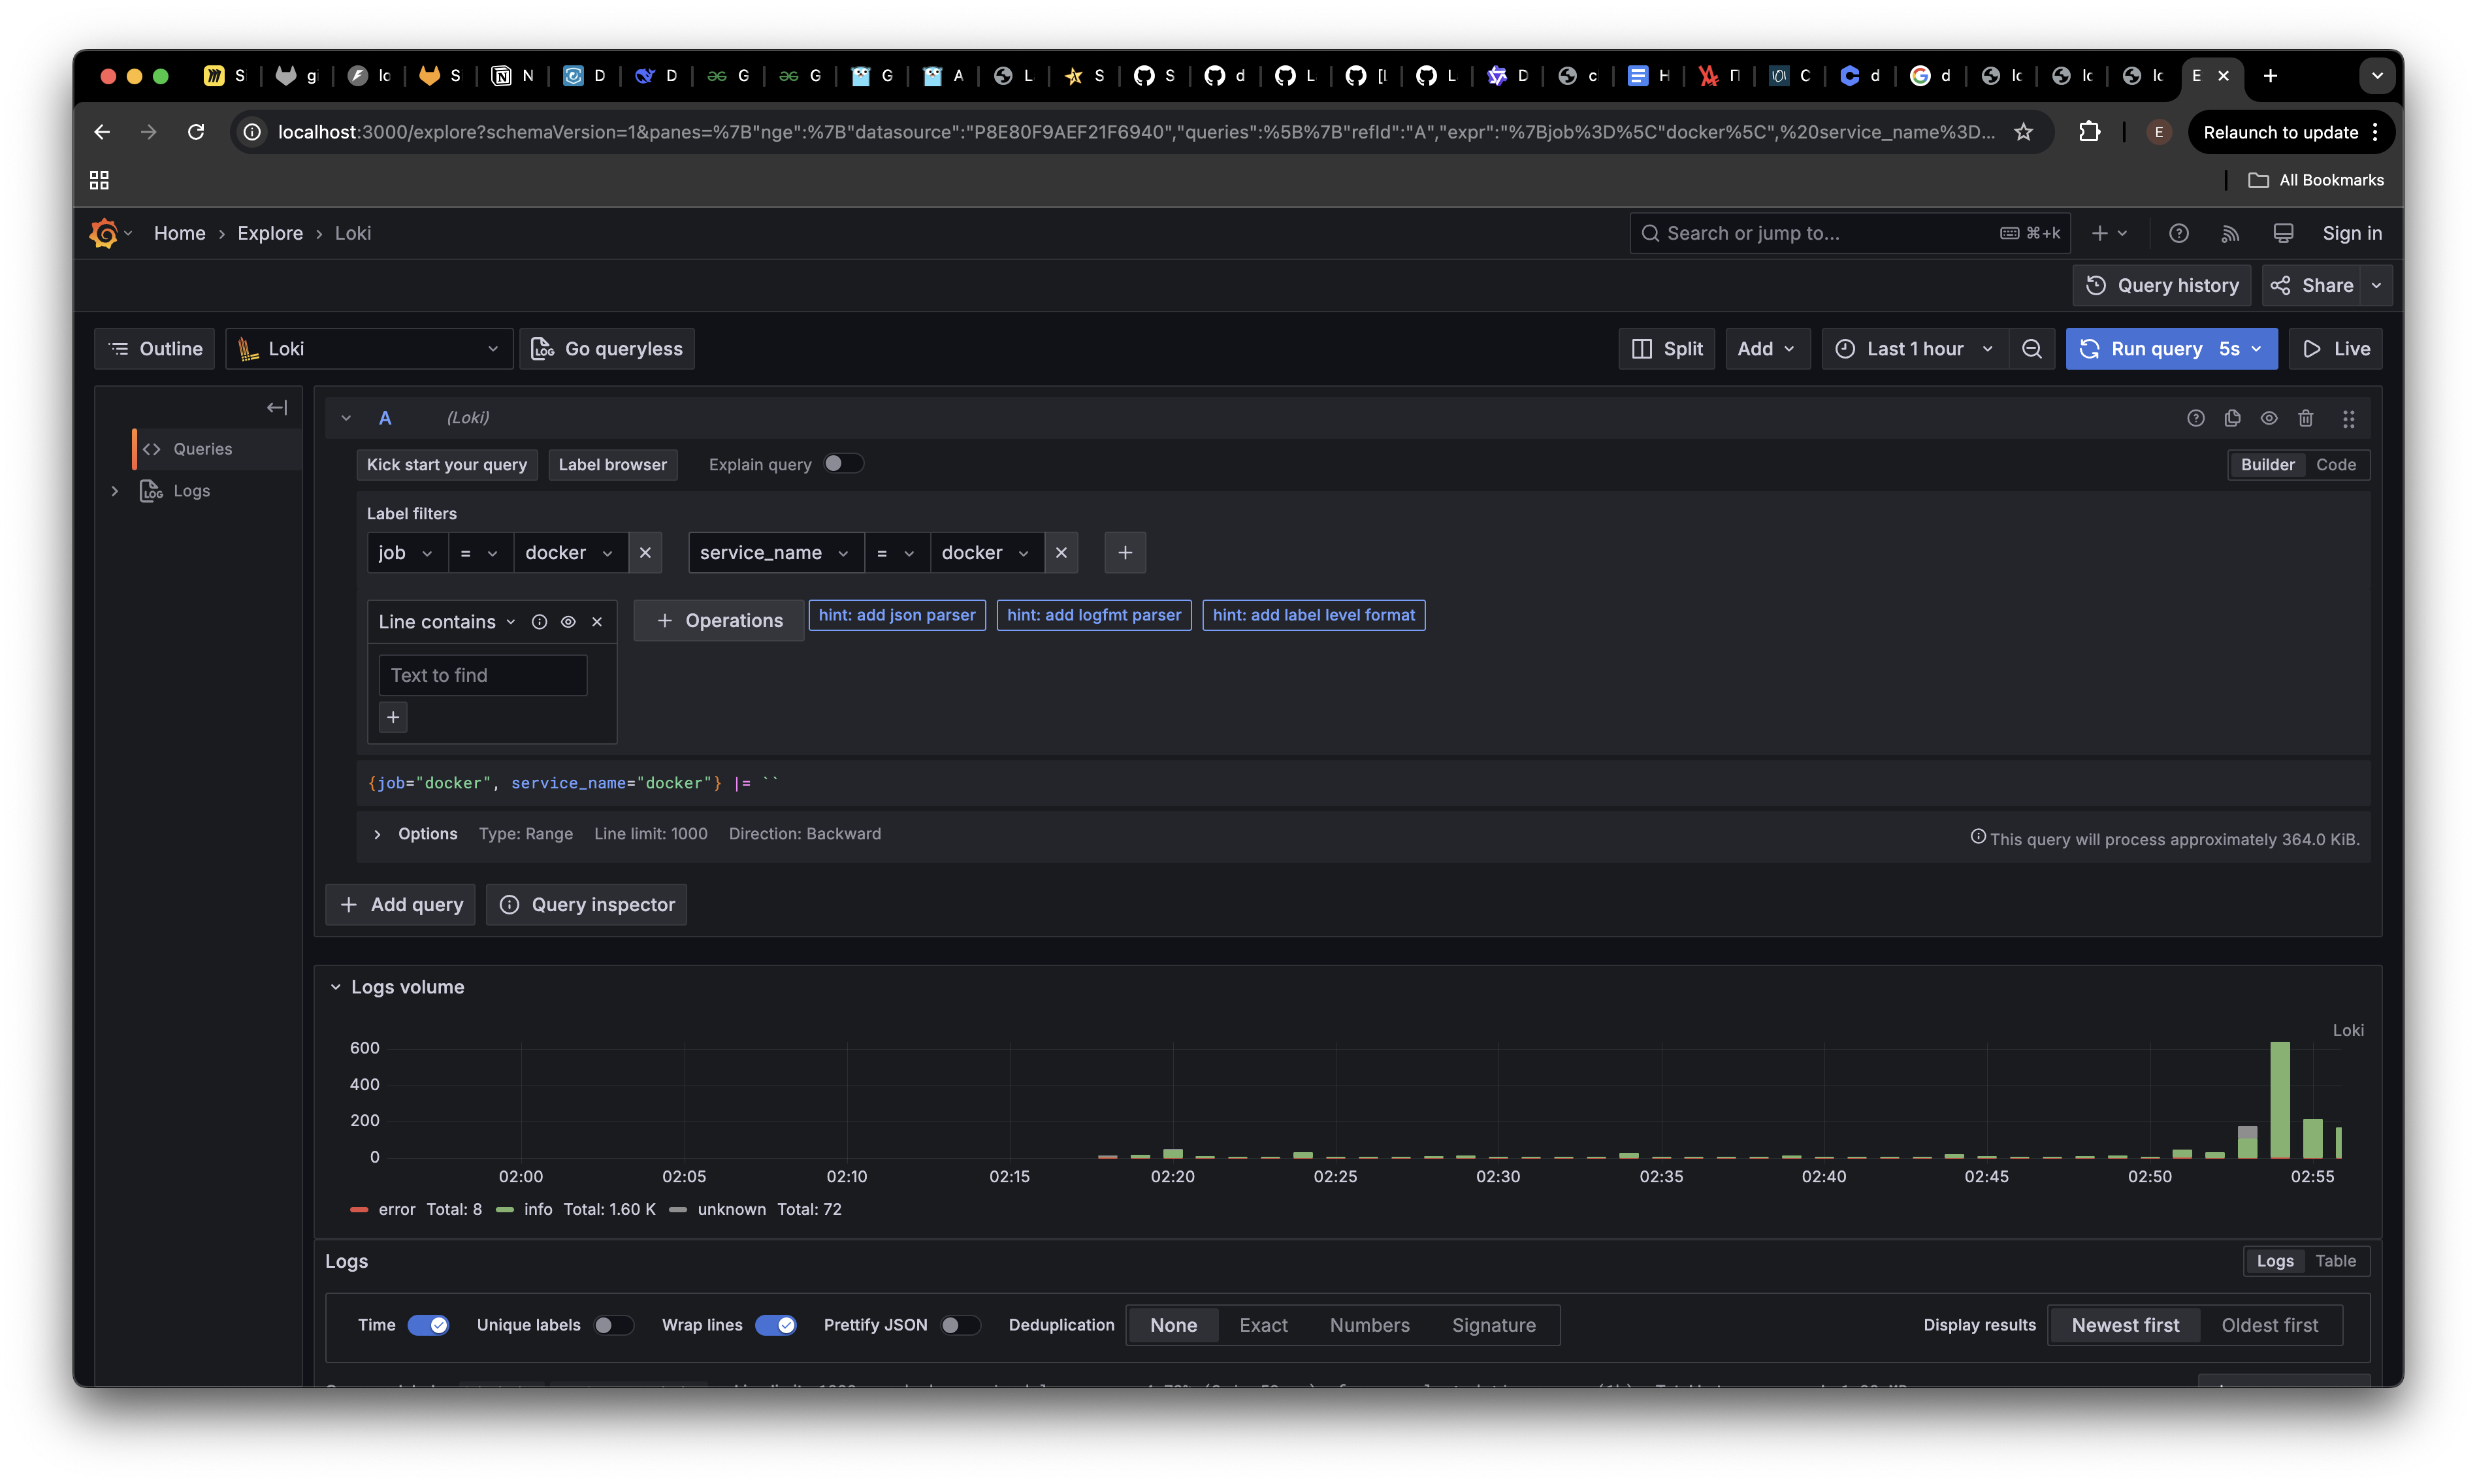 S g lo S N D D G G G A L S S d L [L L D c H C d d lo lo lo E
localhost:3000/explore?schemaVersion=1&panes=%7B"nge":%7B"datasource":"P8E80F9AEF21F6940","queries":%5B%7B"refId":"A","expr":"%7Bjob%3D%5C"docker%5C",%20service_name%3D... E Relaunch to update
All Bookmarks
Home › Explore › Loki Search or jump to... ⌘+k Sign in
Query history Share
Outline Loki Go queryless Split Add Last 1 hour Run query 5s Live
A (Loki)
Queries
Kick start your query Label browser Explain query Builder Code
Logs
Label filters
job = docker service_name = docker
Line contains Operations hint: add json parser hint: add logfmt parser hint: add label level format
Text to find
{job="docker", service_name="docker"} |= ``
Options Type: Range Line limit: 1000 Direction: Backward This query will process approximately 364.0 KiB.
Add query Query inspector
Logs volume
Loki
600
400
200
0
02:00 02:05 02:10 02:15 02:20 02:25 02:30 02:35 02:40 02:45 02:50 02:55
error Total: 8 info Total: 1.60 K unknown Total: 72
Logs Logs Table
Time Unique labels Wrap lines Prettify JSON Deduplication None Exact Numbers Signature Display results Newest first Oldest first